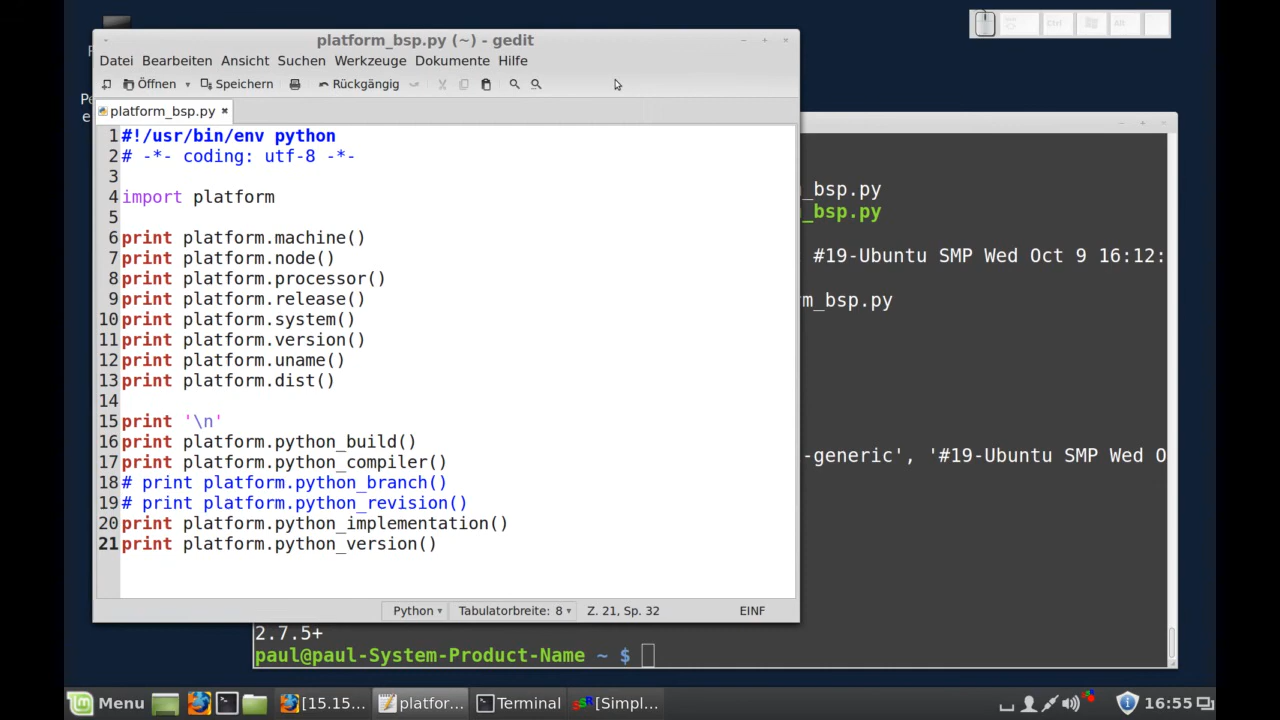 platform_bsp.py (~) - gedit
Datei Bearbeiten Ansicht Suchen Werkzeuge Dokumente Hilfe
Öffnen Speichern Rückgängig
platform_bsp.py
1 #!/usr/bin/env python
2 # -*- coding: utf-8 -*-
3
4 import platform
5
6 print platform.machine()
7 print platform.node()
8 print platform.processor()
9 print platform.release()
10 print platform.system()
11 print platform.version()
12 print platform.uname()
13 print platform.dist()
14
15 print '\n'
16 print platform.python_build()
17 print platform.python_compiler()
18 # print platform.python_branch()
19 # print platform.python_revision()
20 print platform.python_implementation()
21 print platform.python_version()
Python Tabulatorbreite: 8 Z. 21, Sp. 32 EINF
_bsp.py
_bsp.py
#19-Ubuntu SMP Wed Oct 9 16:12:
m_bsp.py
-generic', '#19-Ubuntu SMP Wed O
2.7.5+
paul@paul-System-Product-Name ~ $
Ctrl
Alt
Menu [15.15... platfor... Terminal [Simpl... 16:55